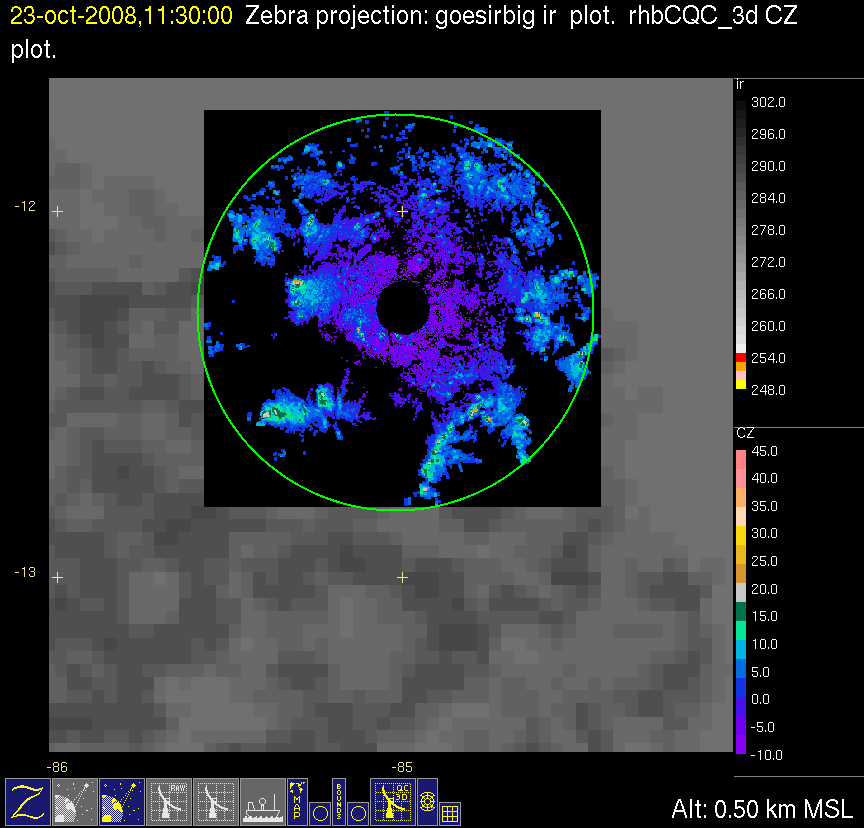 23-oct-2008,11:30:00 Zebra projection: goesirbig ir plot. rhbCQC_3d CZ
plot.
ir
302.0
296.0
290.0
284.0
278.0
272.0
266.0
260.0
254.0
248.0
-12
-13
-86
-85
CZ
45.0
40.0
35.0
30.0
25.0
20.0
15.0
10.0
5.0
0.0
-5.0
-10.0
Z
RAW
MAP
BOUNDS
QC
3D
Alt: 0.50 km MSL